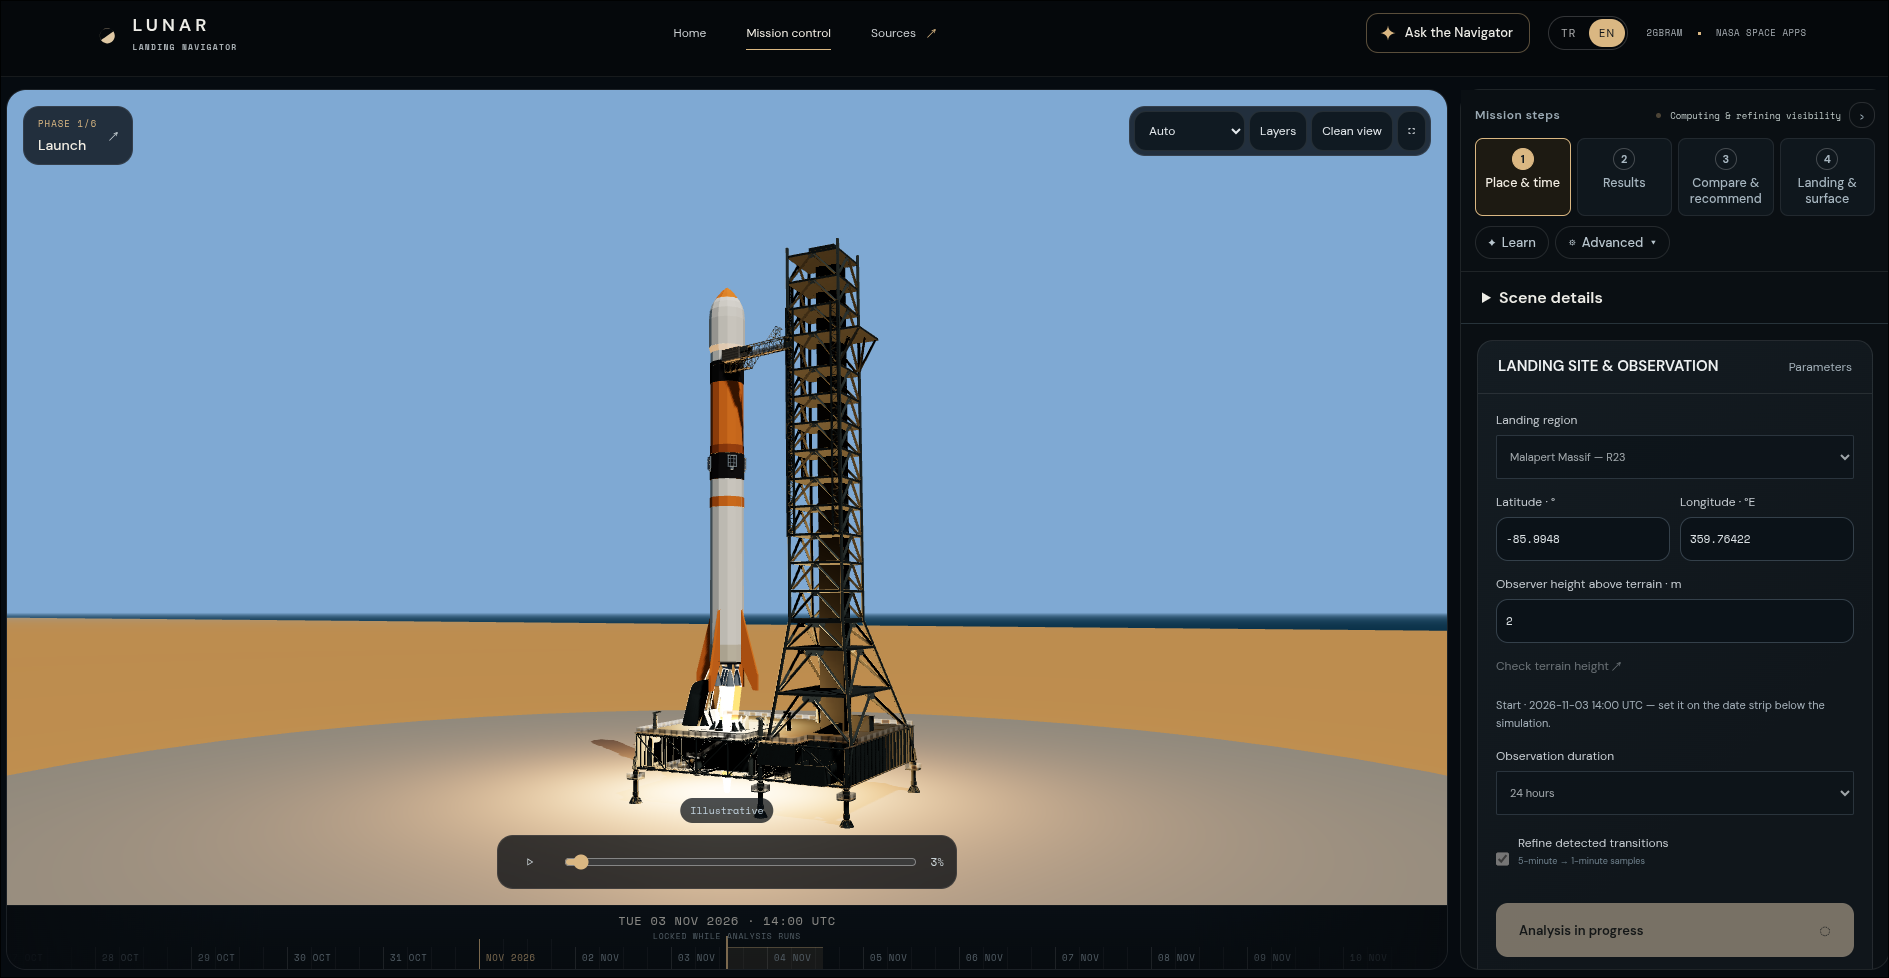 LUNAR
LANDING NAVIGATOR
Home
Mission control
Sources ↗
✦ Ask the Navigator
TR
EN
2GBRAM ▪ NASA SPACE APPS
PHASE 1/6
Launch ↗
Auto
Layers
Clean view
Illustrative
3%
TUE 03 NOV 2026 · 14:00 UTC
LOCKED WHILE ANALYSIS RUNS
28 OCT
29 OCT
30 OCT
31 OCT
NOV 2026
02 NOV
03 NOV
04 NOV
05 NOV
06 NOV
07 NOV
08 NOV
09 NOV
10 NOV
Mission steps
Computing & refining visibility
1
Place & time
2
Results
3
Compare &
recommend
4
Landing &
surface
✦ Learn
Advanced ▾
▶ Scene details
LANDING SITE & OBSERVATION
Parameters
Landing region
Malapert Massif — R23
Latitude · °
Longitude · °E
-85.9948
359.76422
Observer height above terrain · m
2
Check terrain height ↗
Start · 2026-11-03 14:00 UTC — set it on the date strip below the
simulation.
Observation duration
24 hours
Refine detected transitions
5-minute → 1-minute samples
Analysis in progress